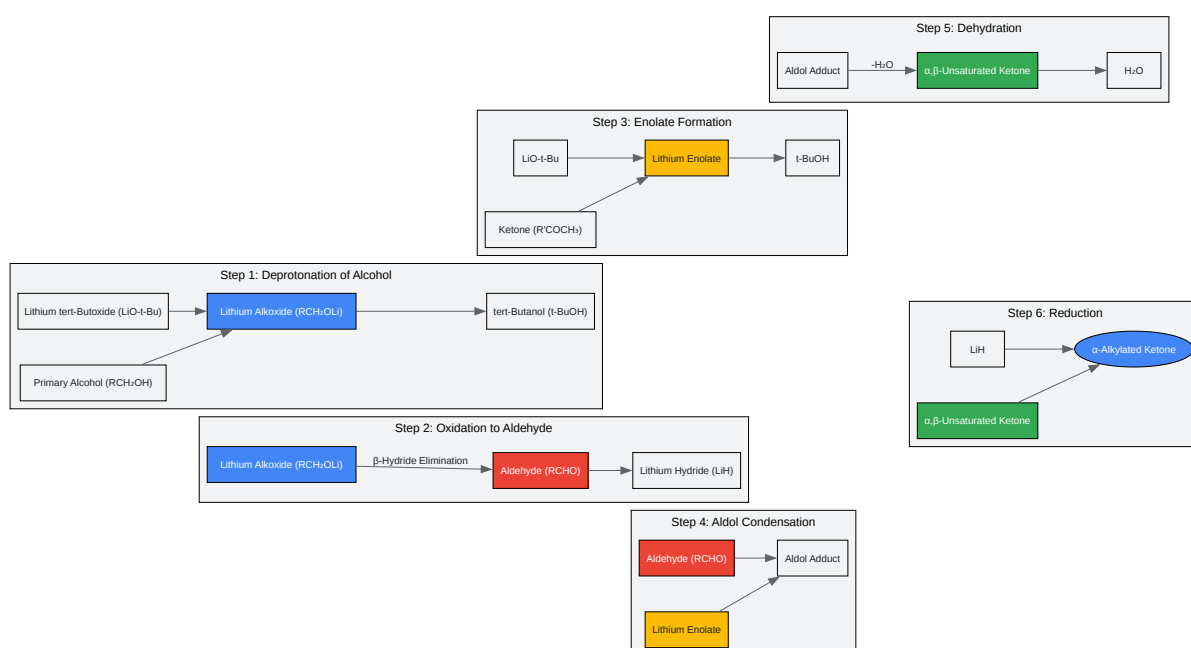 Step 5: Dehydration
Aldol Adduct
-H₂O
α,β-Unsaturated Ketone
H₂O
Step 3: Enolate Formation
LiO-t-Bu
Lithium Enolate
t-BuOH
Ketone (R'COCH₃)
Step 1: Deprotonation of Alcohol
Lithium tert-Butoxide (LiO-t-Bu)
Lithium Alkoxide (RCH₂OLi)
tert-Butanol (t-BuOH)
Primary Alcohol (RCH₂OH)
Step 6: Reduction
LiH
α-Alkylated Ketone
α,β-Unsaturated Ketone
Step 2: Oxidation to Aldehyde
Lithium Alkoxide (RCH₂OLi)
β-Hydride Elimination
Aldehyde (RCHO)
Lithium Hydride (LiH)
Step 4: Aldol Condensation
Aldehyde (RCHO)
Aldol Adduct
Lithium Enolate